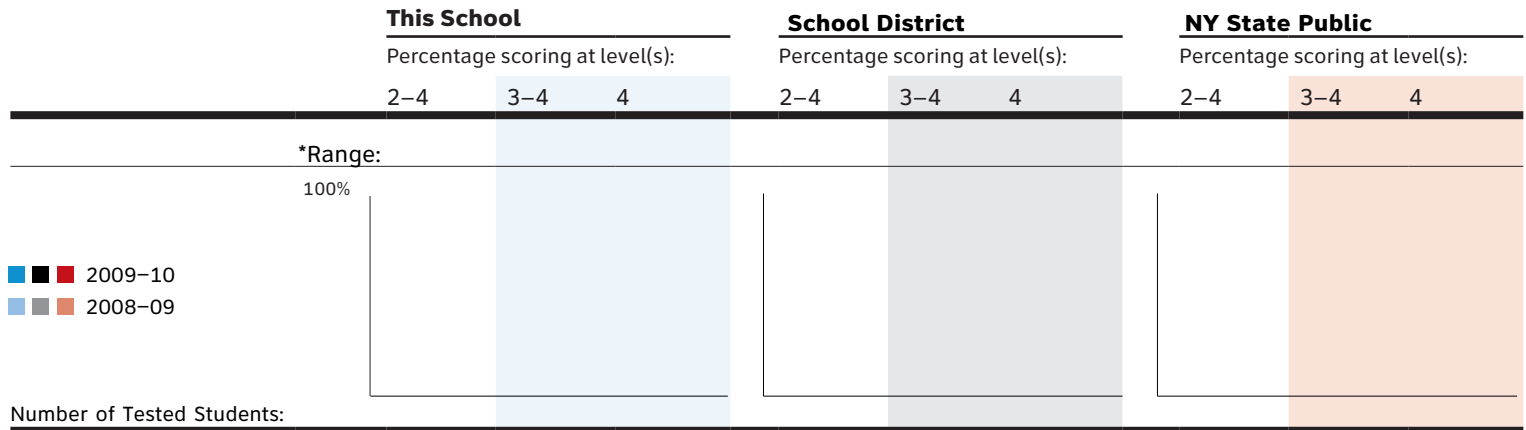 This School School District NY State Public
Percentage scoring at level(s): Percentage scoring at level(s): Percentage scoring at level(s):
2–4 3–4 4 2–4 3–4 4 2–4 3–4 4
*Range:
100%
2009–10
2008–09
Number of Tested Students: